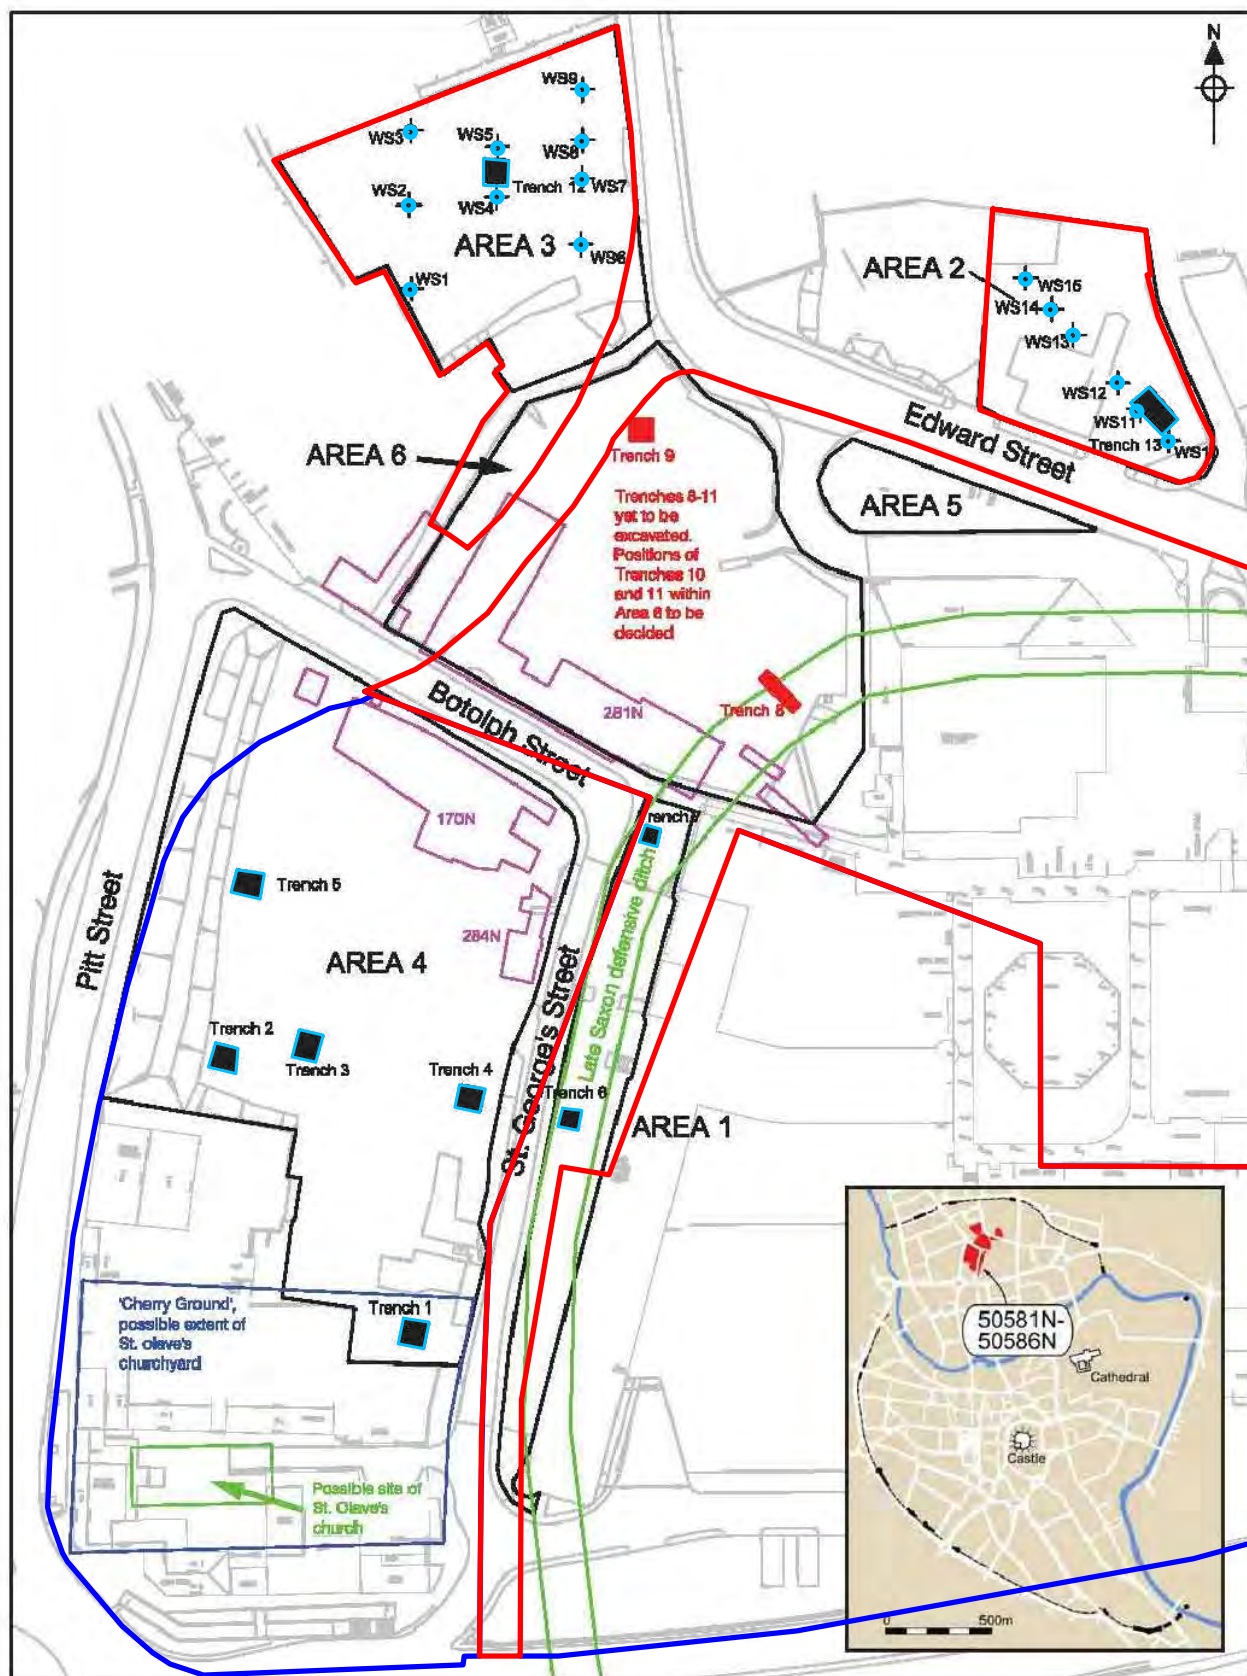 N
WS9
WS3
WS5
WS8
Trench 12
WS7
WS2
WS4
AREA 3
WS6
WS1
AREA 2
WS15
WS14
WS13
WS12
WS11
Trench 13
WS1
Edward Street
AREA 5
AREA 6
Trench 9
Trenches 8-11
yet to be
excavated.
Positions of
Trenches 10
and 11 within
Area 6 to be
decided
Botolph Street
281N
Trench 8
170N
Trench 5
284N
AREA 4
Pitt Street
Late Saxon defensive ditch
St. George's Street
Trench 2
Trench 3
Trench 4
Trench 6
AREA 1
'Cherry Ground',
possible extent of
St. olave's
churchyard
Trench 1
Possible site of
St. Olave's
church
50581N-
50586N
Cathedral
Castle
0 500m